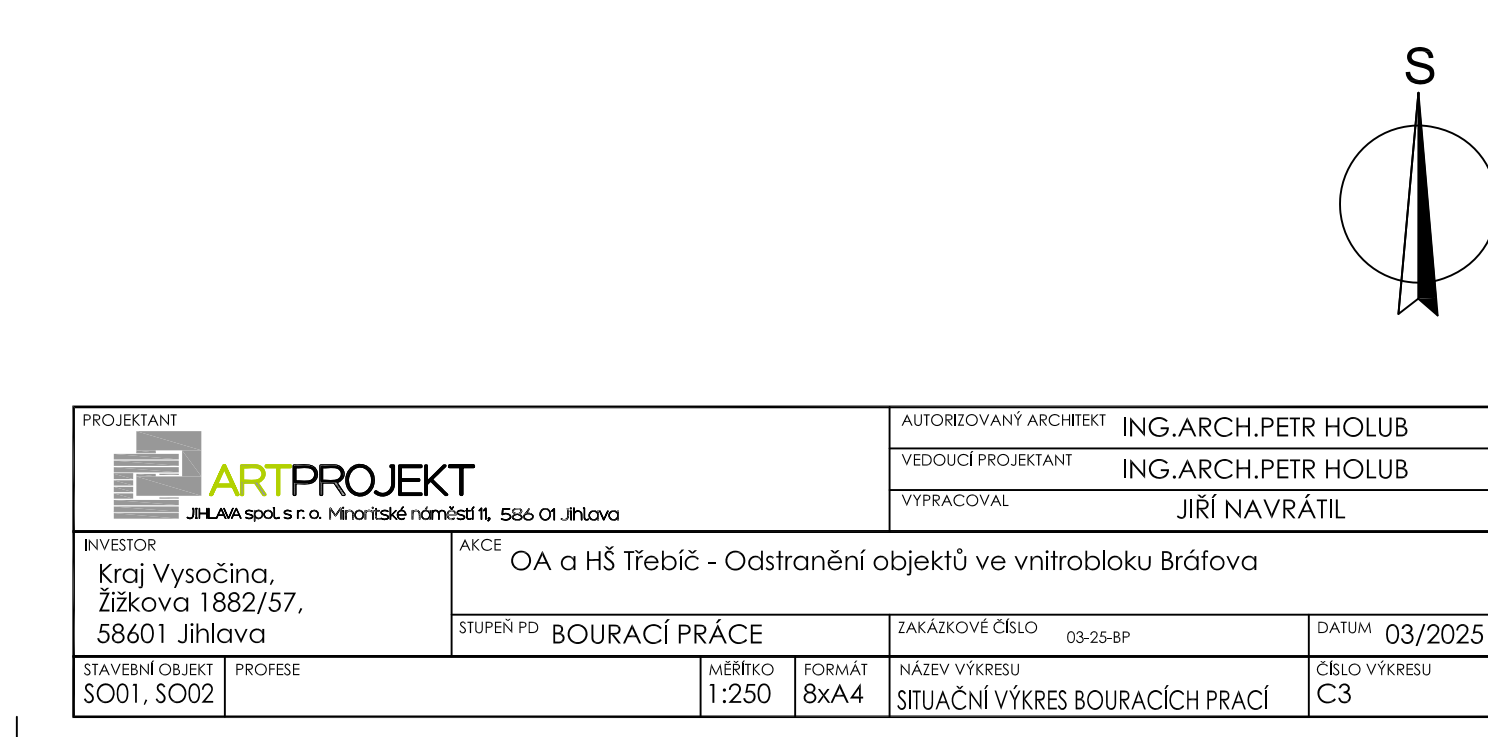 S
PROJEKTANT
ARTPROJEKT
JIHLAVA spol. s r. o. Minoritské náměstí 11, 586 01 Jihlava
AUTORIZOVANÝ ARCHITEKT ING.ARCH.PETR HOLUB
VEDOUCÍ PROJEKTANT ING.ARCH.PETR HOLUB
VYPRACOVAL JIŘÍ NAVRÁTIL
INVESTOR
Kraj Vysočina,
Žižkova 1882/57,
58601 Jihlava
AKCE OA a HŠ Třebíč - Odstranění objektů ve vnitrobloku Bráfova
STUPEŇ PD BOURACÍ PRÁCE
ZAKÁZKOVÉ ČÍSLO 03-25-BP
DATUM 03/2025
STAVEBNÍ OBJEKT
SO01, SO02
PROFESE
MĚŘÍTKO
1:250
FORMÁT
8xA4
NÁZEV VÝKRESU
SITUAČNÍ VÝKRES BOURACÍCH PRACÍ
ČÍSLO VÝKRESU
C3